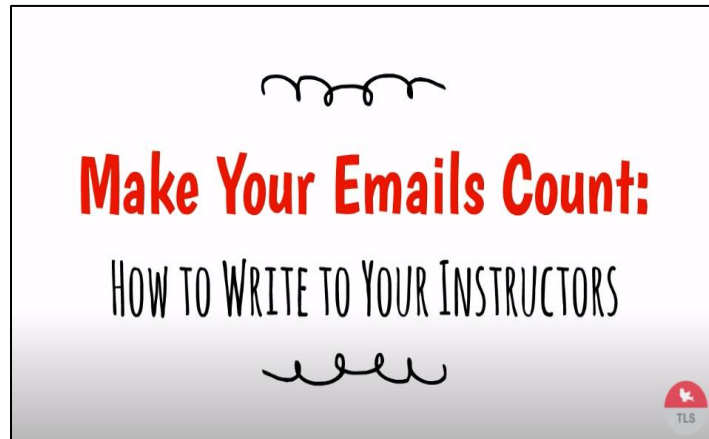 Make Your Emails Count:
HOW TO WRITE TO YOUR INSTRUCTORS
TLS